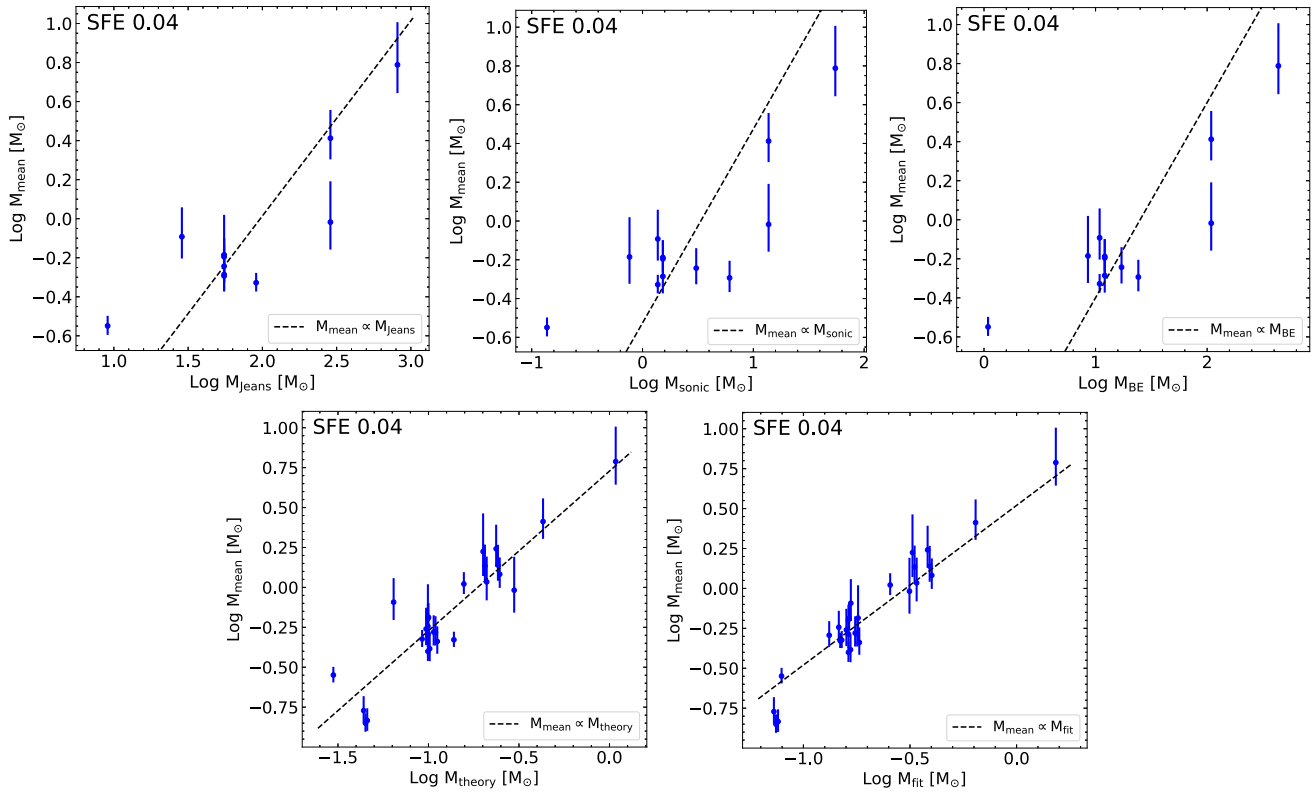 SFE 0.04
1.0
0.8
0.6
0.4
0.2
0.0
−0.2
−0.4
−0.6
Log M_mean [M_⊙]
M_mean ∝ M_Jeans
1.0 1.5 2.0 2.5 3.0
Log M_Jeans [M_⊙]
SFE 0.04
1.0
0.8
0.6
0.4
0.2
0.0
−0.2
−0.4
−0.6
Log M_mean [M_⊙]
M_mean ∝ M_sonic
−1 0 1 2
Log M_sonic [M_⊙]
SFE 0.04
1.0
0.8
0.6
0.4
0.2
0.0
−0.2
−0.4
−0.6
Log M_mean [M_⊙]
M_mean ∝ M_BE
0 1 2
Log M_BE [M_⊙]
SFE 0.04
1.00
0.75
0.50
0.25
0.00
−0.25
−0.50
−0.75
Log M_mean [M_⊙]
M_mean ∝ M_theory
−1.5 −1.0 −0.5 0.0
Log M_theory [M_⊙]
SFE 0.04
1.00
0.75
0.50
0.25
0.00
−0.25
−0.50
−0.75
Log M_mean [M_⊙]
M_mean ∝ M_fit
−1.0 −0.5 0.0
Log M_fit [M_⊙]